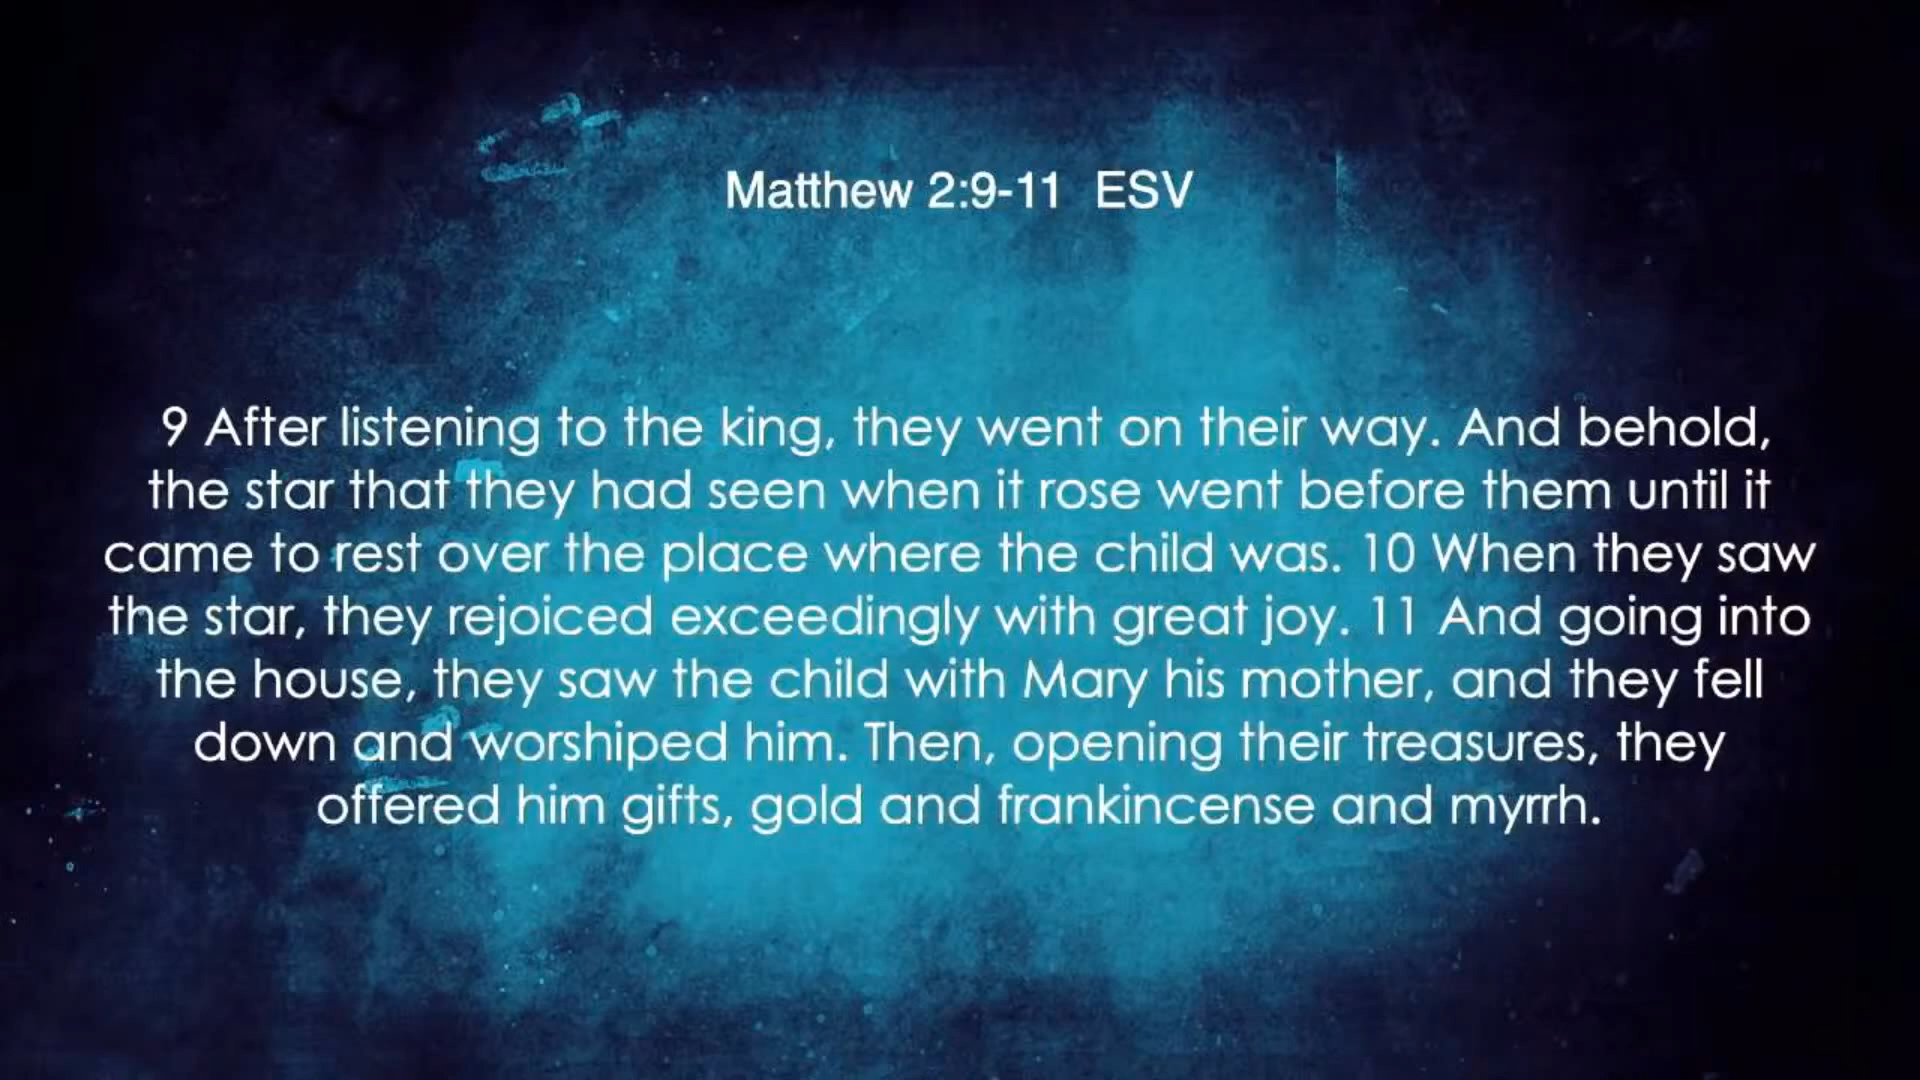 Matthew 2:9-11 ESV
9 After listening to the king, they went on their way. And behold,
the star that they had seen when it rose went before them until it
came to rest over the place where the child was. 10 When they saw
the star, they rejoiced exceedingly with great joy. 11 And going into
the house, they saw the child with Mary his mother, and they fell
down and worshiped him. Then, opening their treasures, they
offered him gifts, gold and frankincense and myrrh.